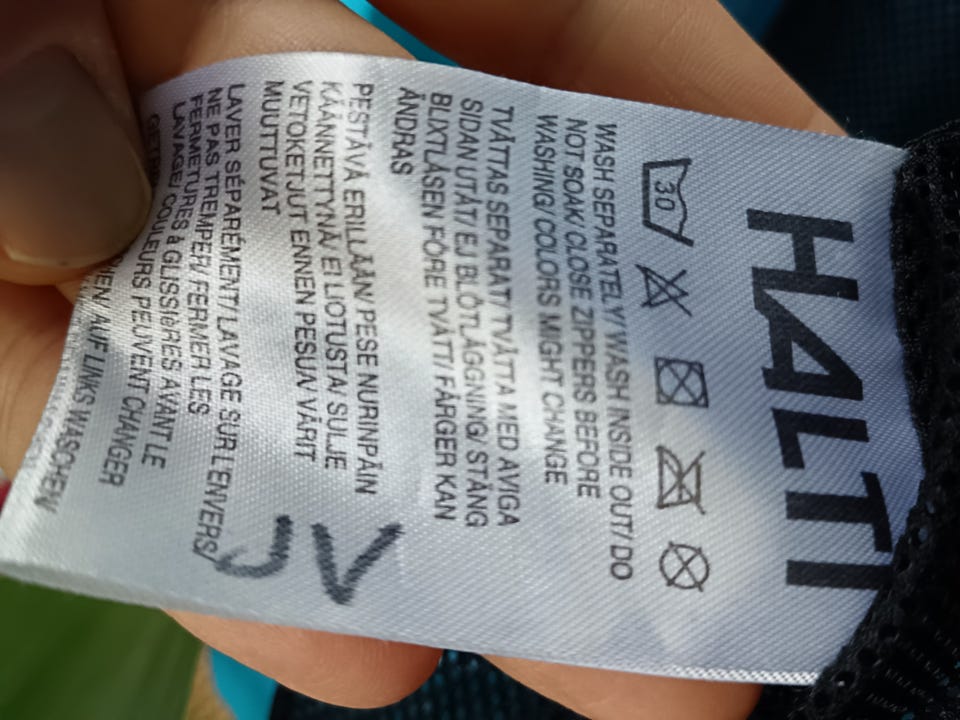 HALTI
30
WASH SEPARATELY/ WASH INSIDE OUT/ DO
NOT SOAK/ CLOSE ZIPPERS BEFORE
WASHING/ COLORS MIGHT CHANGE
TVÄTTAS SEPARAT/ TVÄTTA MED AVIGA
SIDAN UTÅT/ EJ BLÖTLÄGGNING/ STÄNG
BLIXTLÅSEN FÖRE TVÄTT/ FÄRGER KAN
ÄNDRAS
PESTÄVÄ ERILLÄÄN/ PESE NURINPÄIN
KÄÄNNETTYNÄ/ EI LIOTUSTA/ SULJE
VETOKETJUT ENNEN PESUA/ VÄRIT
MUUTTUVAT
LAVER SÉPARÉMENT/ LAVAGE SUR L'ENVERS/
NE PAS TREMPER/ FERMER LES
FERMETURES à GLISSIèRES AVANT LE
LAVAGE/ COULEURS PEUVENT CHANGER
AUF LINKS WASCHEN/